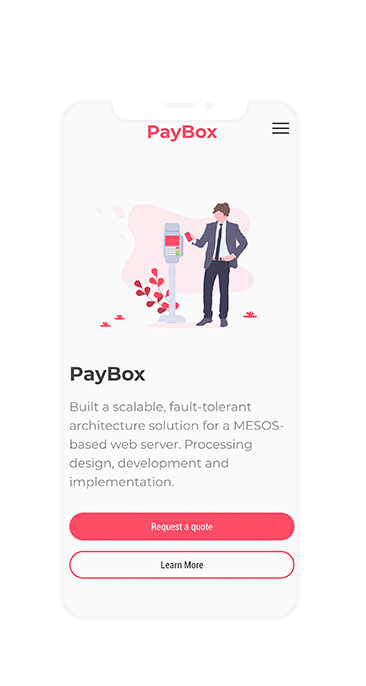 PayBox
PayBox
Built a scalable, fault-tolerant
architecture solution for a MESOS-
based web server. Processing
design, development and
implementation.
Request a quote
Learn More